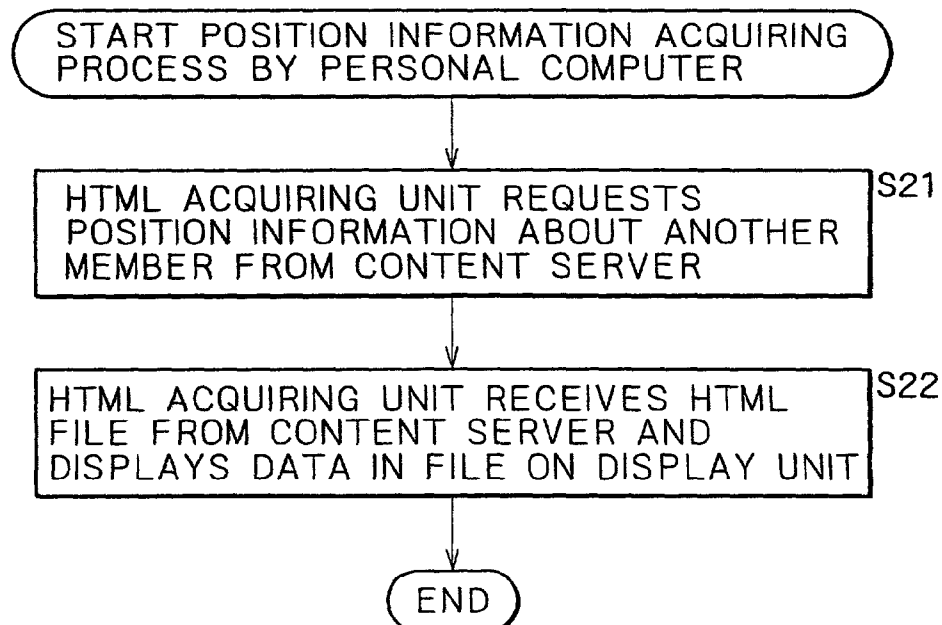 START POSITION INFORMATION ACQUIRING
PROCESS BY PERSONAL COMPUTER
S21
HTML ACQUIRING UNIT REQUESTS
POSITION INFORMATION ABOUT ANOTHER
MEMBER FROM CONTENT SERVER
S22
HTML ACQUIRING UNIT RECEIVES HTML
FILE FROM CONTENT SERVER AND
DISPLAYS DATA IN FILE ON DISPLAY UNIT
END